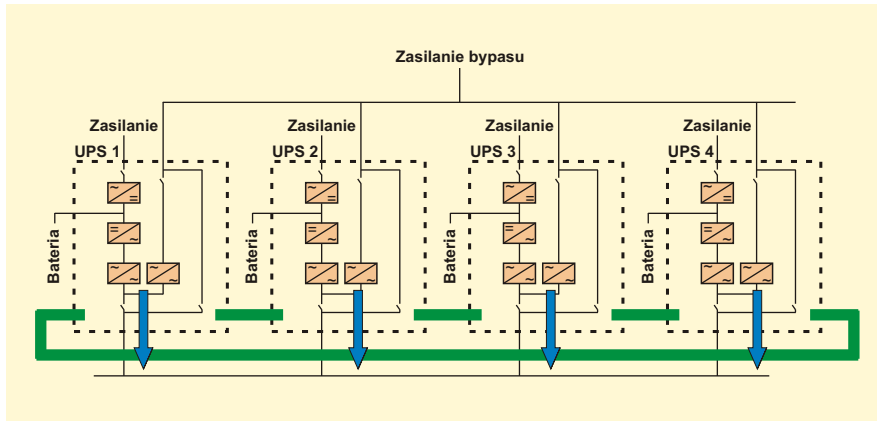 Zasilanie bypasu
Zasilanie Zasilanie Zasilanie Zasilanie
UPS 1 UPS 2 UPS 3 UPS 4
Bateria Bateria Bateria Bateria